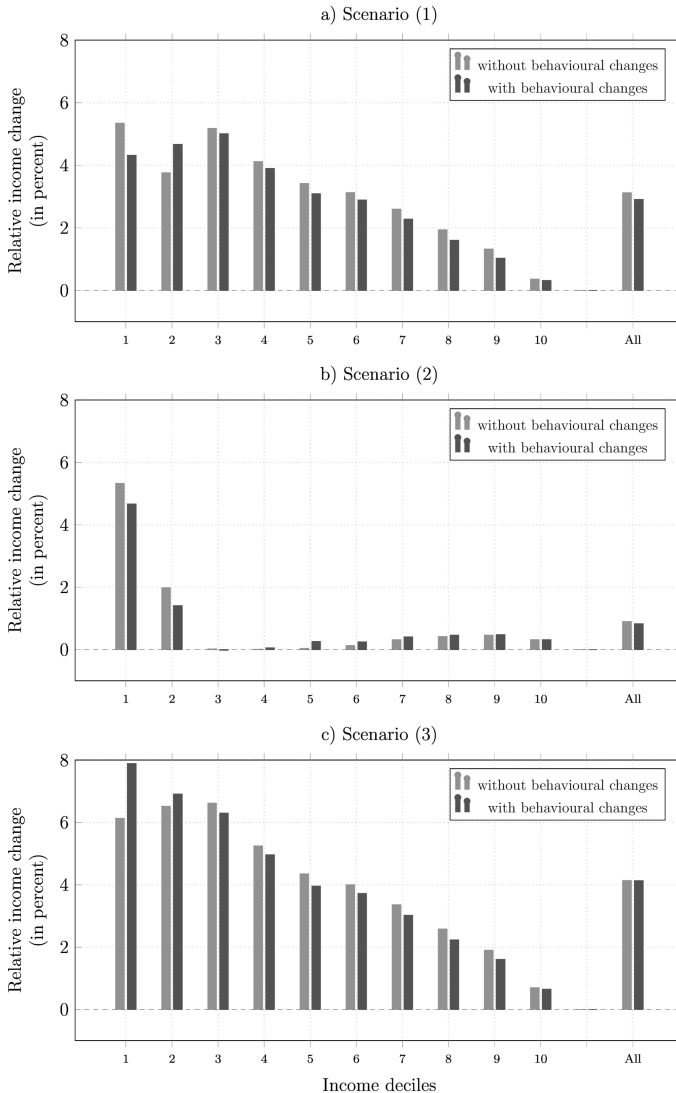 a) Scenario (1)
Relative income change
(in percent)
8
6
4
2
0
without behavioural changes
with behavioural changes
1 2 3 4 5 6 7 8 9 10 All
b) Scenario (2)
Relative income change
(in percent)
8
6
4
2
0
without behavioural changes
with behavioural changes
1 2 3 4 5 6 7 8 9 10 All
c) Scenario (3)
Relative income change
(in percent)
8
6
4
2
0
without behavioural changes
with behavioural changes
1 2 3 4 5 6 7 8 9 10 All
Income deciles